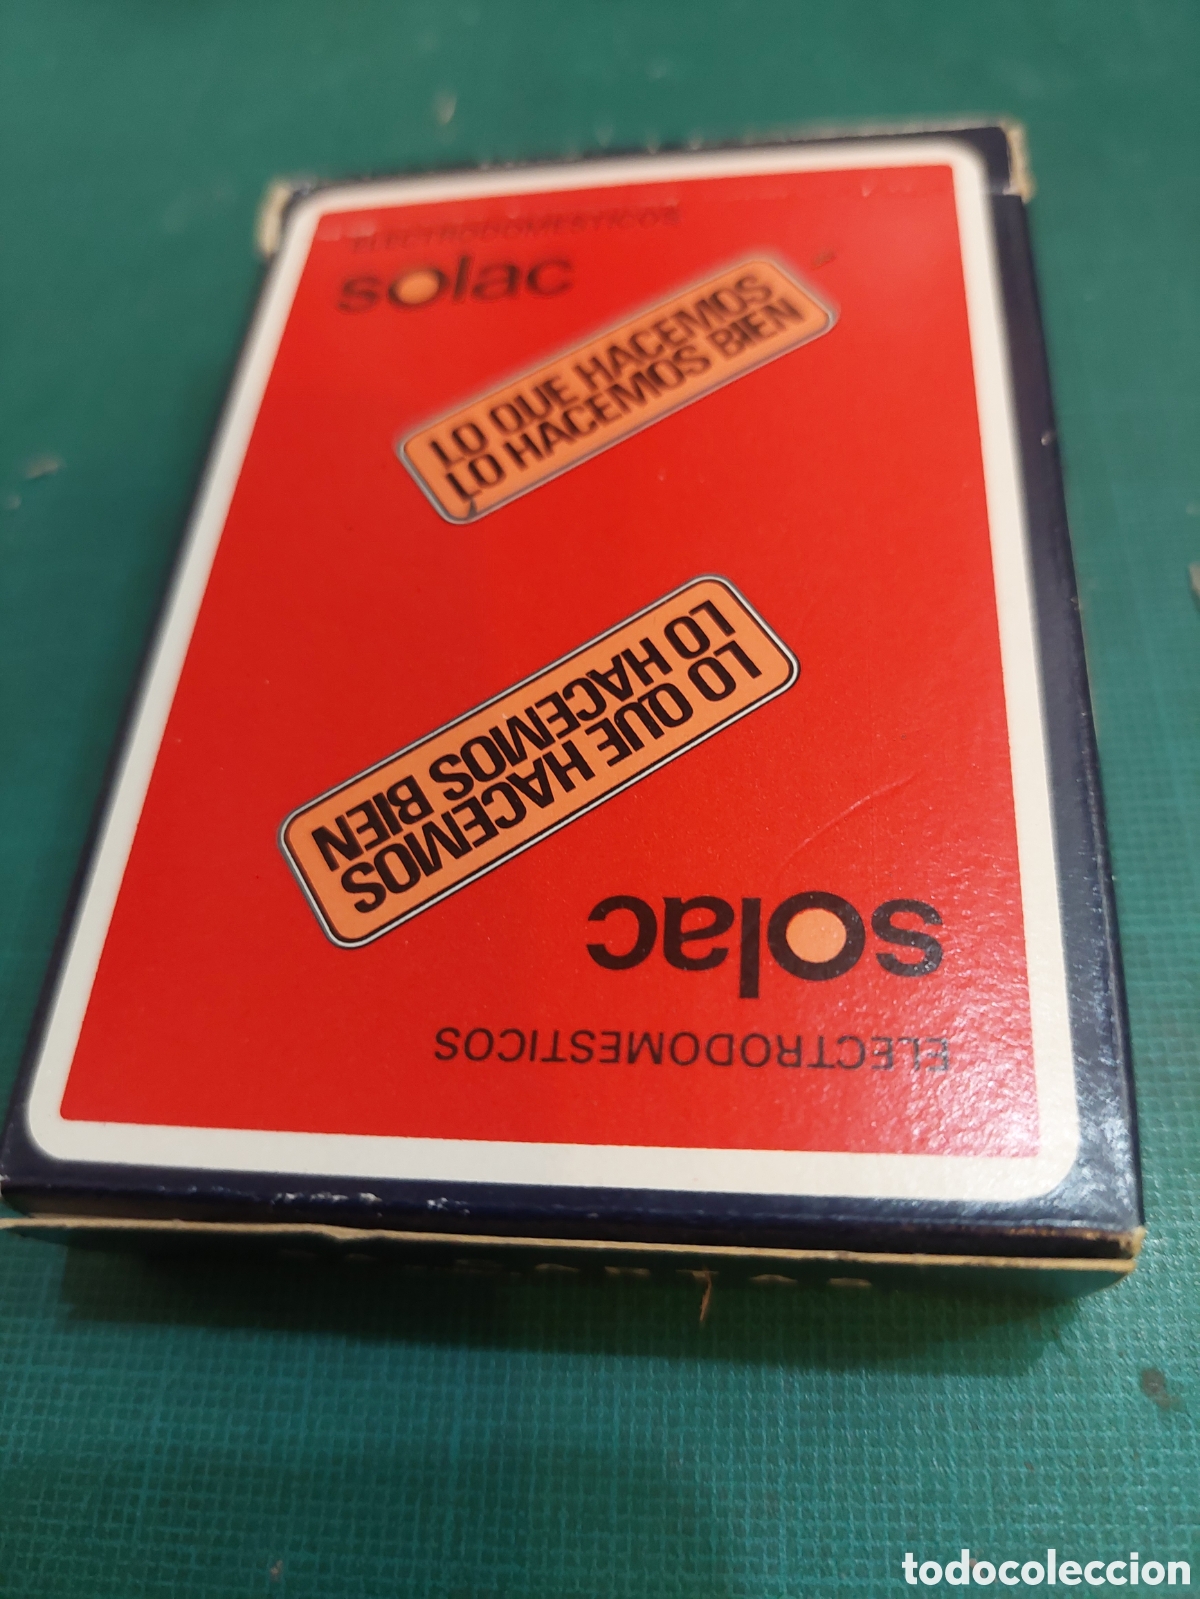 ELECTRODOMESTICOS
solac
LO QUE HACEMOS
LO HACEMOS BIEN
LO QUE HACEMOS
LO HACEMOS BIEN
solac
ELECTRODOMESTICOS
todocoleccion